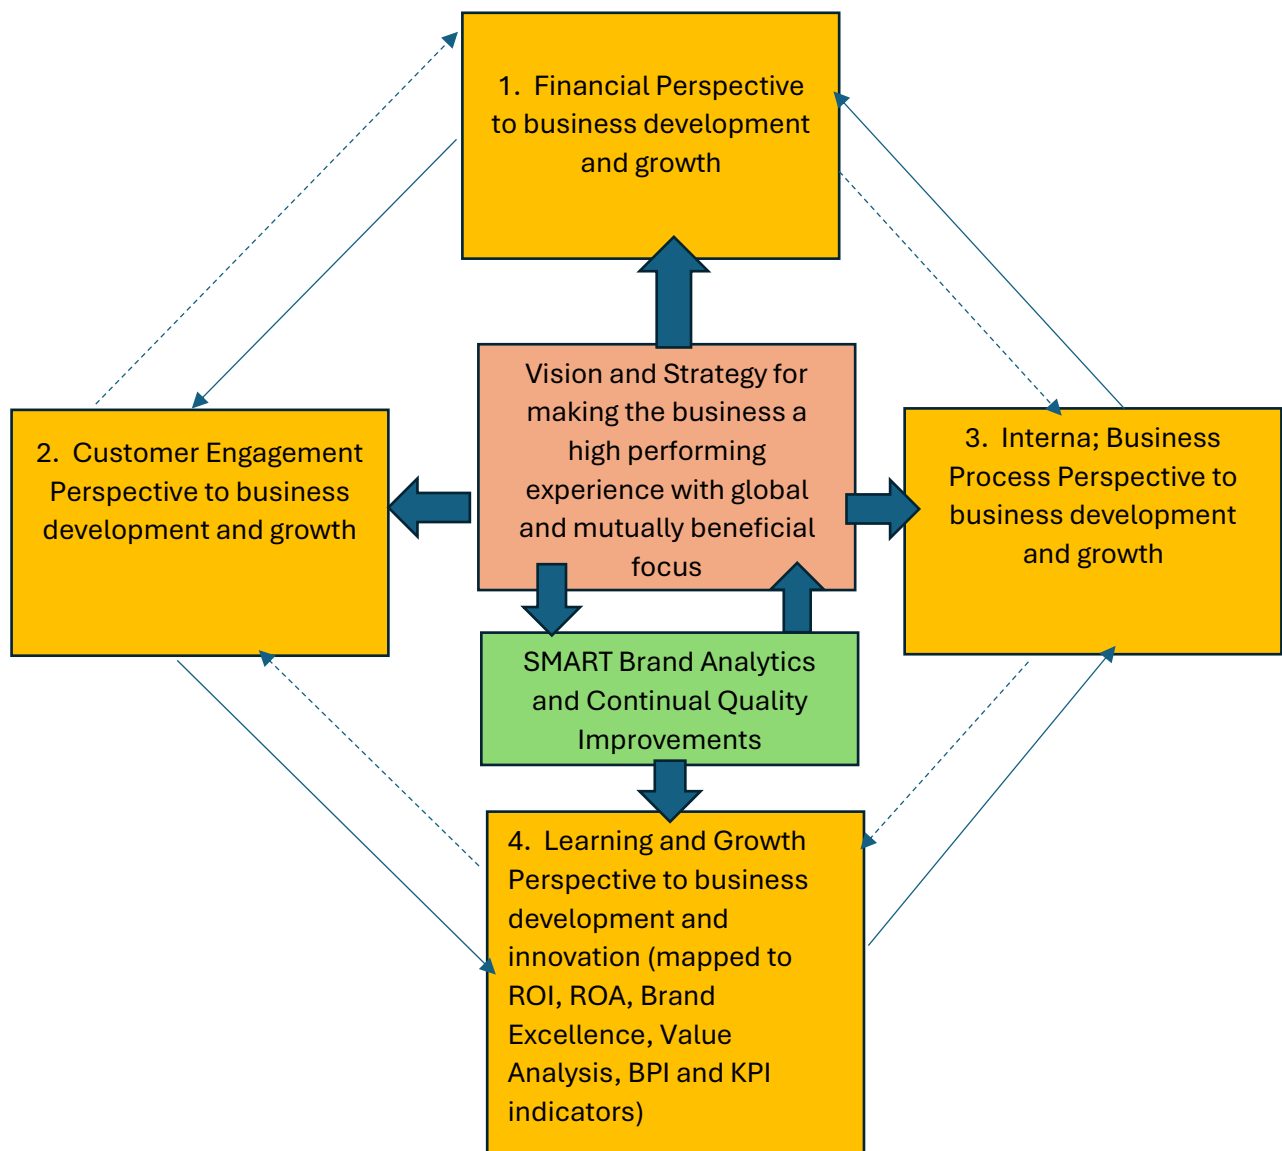 1. Financial Perspective
to business development
and growth
Vision and Strategy for
making the business a
high performing
experience with global
and mutually beneficial
focus
2. Customer Engagement
Perspective to business
development and growth
3. Interna; Business
Process Perspective to
business development
and growth
SMART Brand Analytics
and Continual Quality
Improvements
4. Learning and Growth
Perspective to business
development and
innovation (mapped to
ROI, ROA, Brand
Excellence, Value
Analysis, BPI and KPI
indicators)